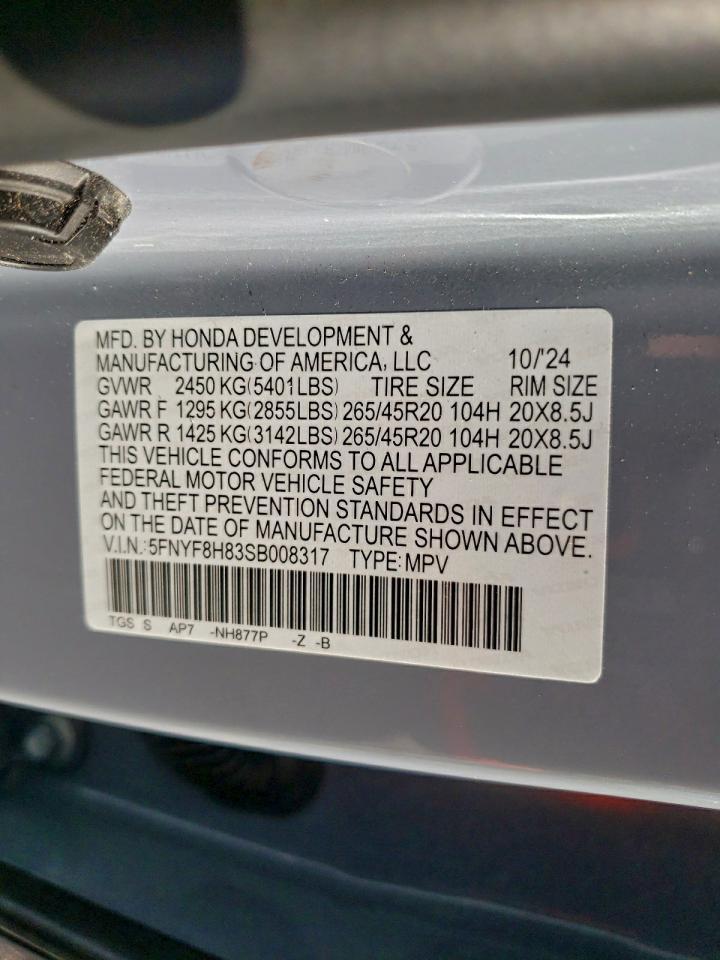 MFD. BY HONDA DEVELOPMENT &
MANUFACTURING OF AMERICA, LLC 10/'24
GVWR 2450 KG(5401LBS) TIRE SIZE RIM SIZE
GAWR F 1295 KG(2855LBS) 265/45R20 104H 20X8.5J
GAWR R 1425 KG(3142LBS) 265/45R20 104H 20X8.5J
THIS VEHICLE CONFORMS TO ALL APPLICABLE
FEDERAL MOTOR VEHICLE SAFETY
AND THEFT PREVENTION STANDARDS IN EFFECT
ON THE DATE OF MANUFACTURE SHOWN ABOVE.
V.I.N.:5FNYF8H83SB008317 TYPE:MPV
TGS S AP7 -NH877P -Z -B